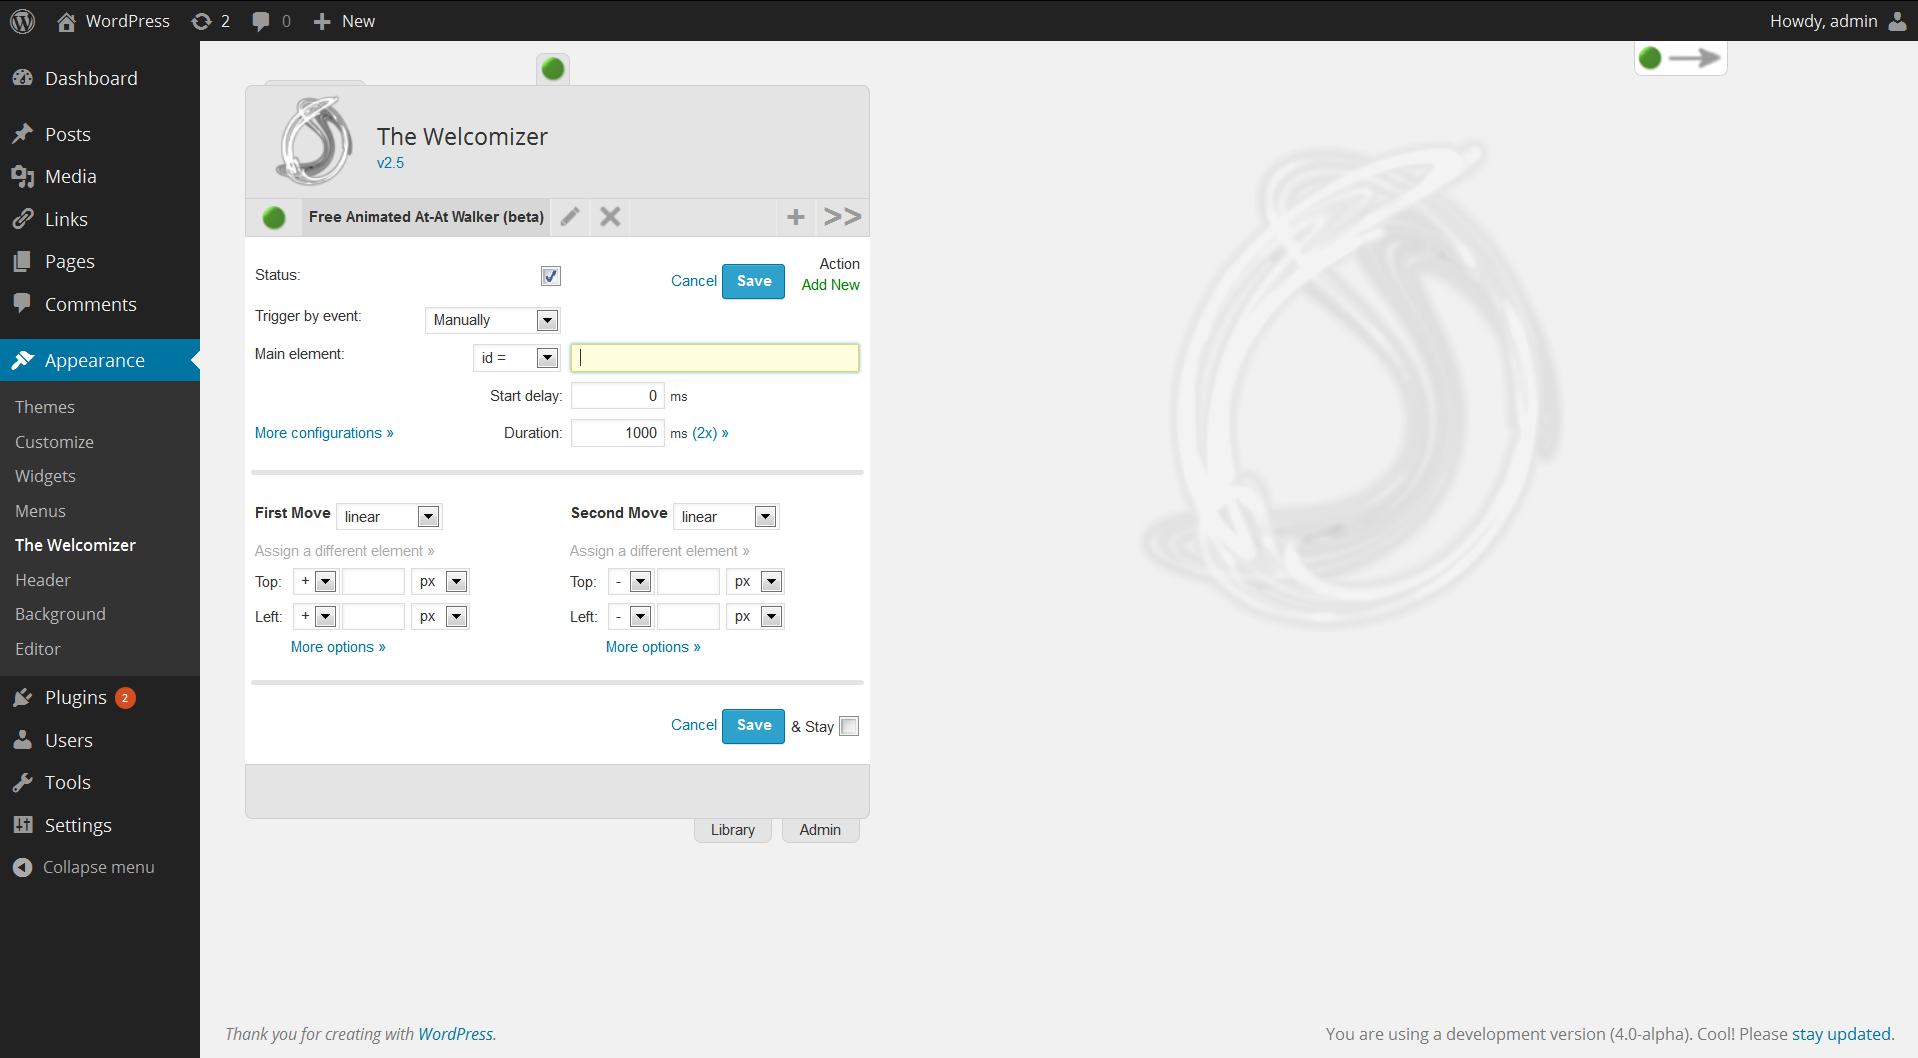 WordPress 2 0 New Howdy, admin
Dashboard
Posts
Media
Links
Pages
Comments
Appearance
Themes
Customize
Widgets
Menus
The Welcomizer
Header
Background
Editor
Plugins 2
Users
Tools
Settings
Collapse menu
The Welcomizer
v2.5
Free Animated At-At Walker (beta) + >>
Status: Cancel Save Action
Add New
Trigger by event: Manually
Main element: id =
Start delay: 0 ms
More configurations » Duration: 1000 ms (2x) »
First Move linear Second Move linear
Assign a different element » Assign a different element »
Top: + px Top: - px
Left: + px Left: - px
More options » More options »
Cancel Save & Stay
Library Admin
Thank you for creating with WordPress. You are using a development version (4.0-alpha). Cool! Please stay updated.